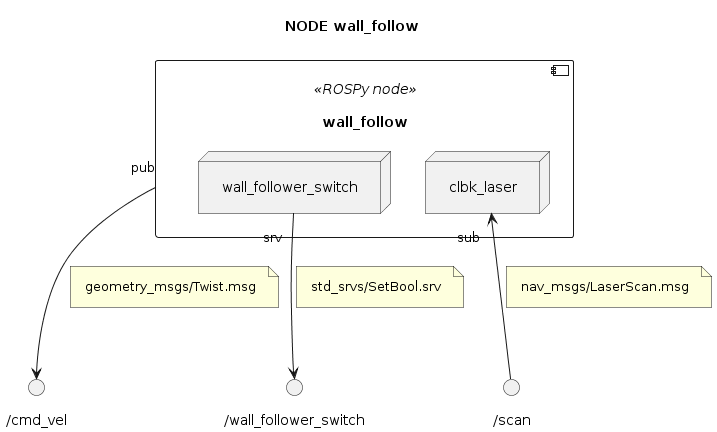 NODE wall_follow
«ROSPy node»
wall_follow
pub
wall_follower_switch
clbk_laser
srv
sub
geometry_msgs/Twist.msg
std_srvs/SetBool.srv
nav_msgs/LaserScan.msg
/cmd_vel
/wall_follower_switch
/scan